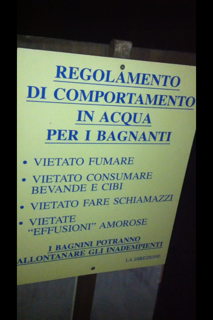 REGOLAMENTO
DI COMPORTAMENTO
IN ACQUA
PER I BAGNANTI
• VIETATO FUMARE
• VIETATO CONSUMARE
BEVANDE E CIBI
• VIETATO FARE SCHIAMAZZI
• VIETATE
"EFFUSIONI" AMOROSE
I BAGNINI POTRANNO
ALLONTANARE GLI INADEMPIENTI
LA DIREZIONE